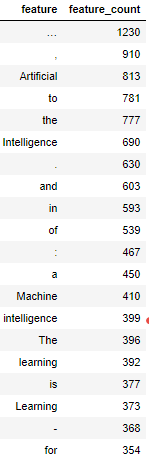 feature feature_count
… 1230
, 910
Artificial 813
to 781
the 777
Intelligence 690
. 630
and 603
in 593
of 539
: 467
a 450
Machine 410
intelligence 399
The 396
learning 392
is 377
Learning 373
- 368
for 354